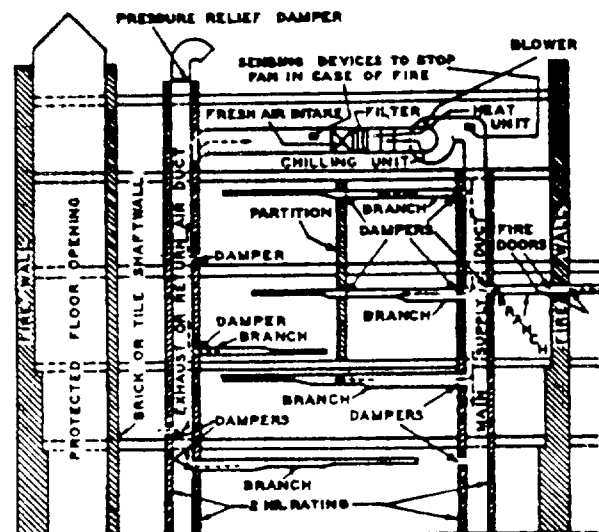 PRESSURE RELIEF DAMPER
BLOWER
SENSING DEVICES TO STOP
FAN IN CASE OF FIRE
FRESH AIR INTAKE
FILTER
HEAT
UNIT
CHILLING UNIT
BRANCH
PARTITION
DAMPERS
FIRE
DOORS
DAMPER
BRANCH
BRANCH
DAMPER
BRANCH
BRANCH
DAMPERS
DAMPERS
BRANCH
2 HR. RATING
FIRE WALL
PROTECTED FLOOR OPENING
BRICK OR TILE SHAFTWALL
EXHAUST OR RETURN AIR DUCT
MAIN SUPPLY DUCT
FIRE WALL